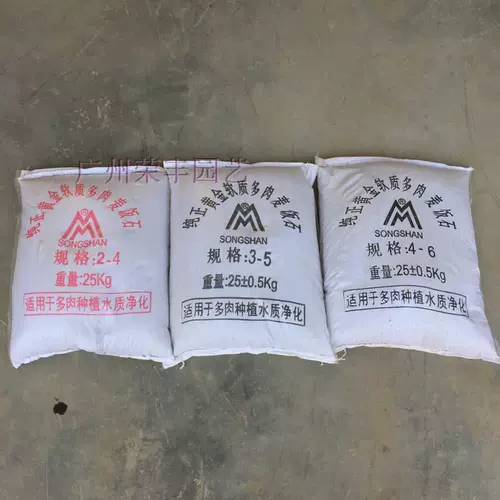 广州荣丰园艺
纯正黄金软质多肉麦饭石
®
SONGSHAN
规格:2-4
重量:25Kg
适用于多肉种植水质净化
纯正黄金软质多肉麦饭石
®
SONGSHAN
规格:3-5
重量:25±0.5Kg
适用于多肉种植水质净化
纯正黄金软质多肉麦饭石
®
SONGSHAN
规格:4-6
重量:25±0.5Kg
适用于多肉种植水质净化